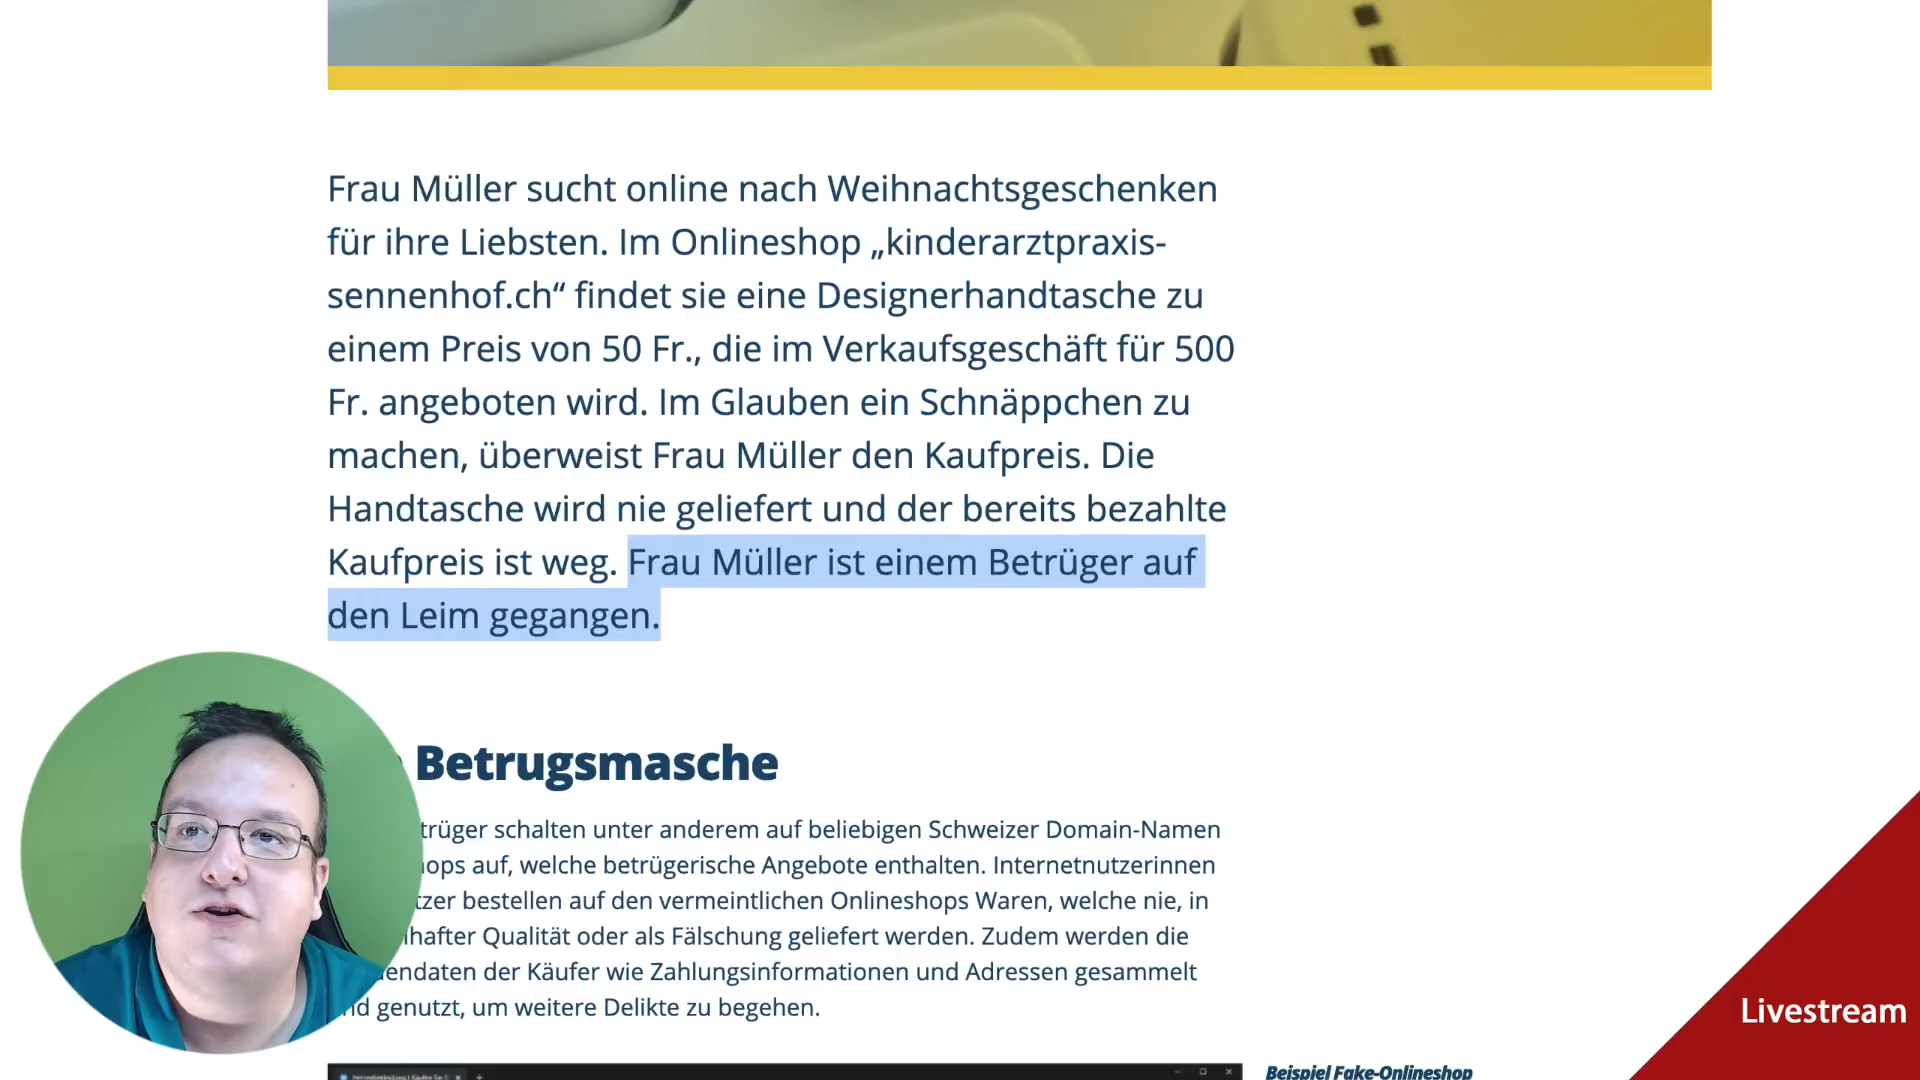 Frau Müller sucht online nach Weihnachtsgeschenken
für ihre Liebsten. Im Onlineshop „kinderarztpraxis-
sennenhof.ch“ findet sie eine Designerhandtasche zu
einem Preis von 50 Fr., die im Verkaufsgeschäft für 500
Fr. angeboten wird. Im Glauben ein Schnäppchen zu
machen, überweist Frau Müller den Kaufpreis. Die
Handtasche wird nie geliefert und der bereits bezahlte
Kaufpreis ist weg. Frau Müller ist einem Betrüger auf
den Leim gegangen.
Betrugsmasche
schalten unter anderem auf beliebigen Schweizer Domain-Namen
auf, welche betrügerische Angebote enthalten. Internetnutzerinnen
bestellen auf den vermeintlichen Onlineshops Waren, welche nie, in
Qualität oder als Fälschung geliefert werden. Zudem werden die
der Käufer wie Zahlungsinformationen und Adressen gesammelt
genutzt, um weitere Delikte zu begehen.
Beispiel Fake-Onlineshop
Livestream